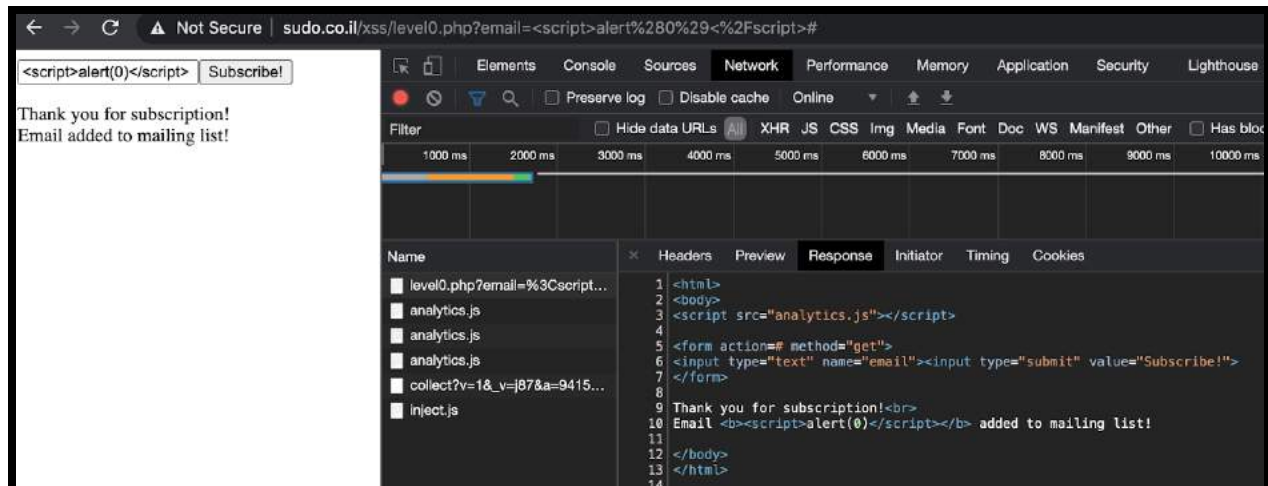 Not Secure | sudo.co.il/xss/level0.php?email=<script>alert%280%29<%2Fscript>#
<script>alert(0)</script> Subscribe!
Thank you for subscription!
Email added to mailing list!
Elements Console Sources Network Performance Memory Application Security Lighthouse
Preserve log Disable cache Online
Filter Hide data URLs All XHR JS CSS Img Media Font Doc WS Manifest Other Has bloc
1000 ms 2000 ms 3000 ms 4000 ms 5000 ms 6000 ms 7000 ms 8000 ms 9000 ms 10000 ms
Name × Headers Preview Response Initiator Timing Cookies
level0.php?email=%3Cscript...
analytics.js
analytics.js
analytics.js
collect?v=1&_v=j87&a=9415...
inject.js
1 <html>
2 <body>
3 <script src="analytics.js"></script>
4
5 <form action=# method="get">
6 <input type="text" name="email"><input type="submit" value="Subscribe!">
7 </form>
8
9 Thank you for subscription!<br>
10 Email <b><script>alert(0)</script></b> added to mailing list!
11
12 </body>
13 </html>
14